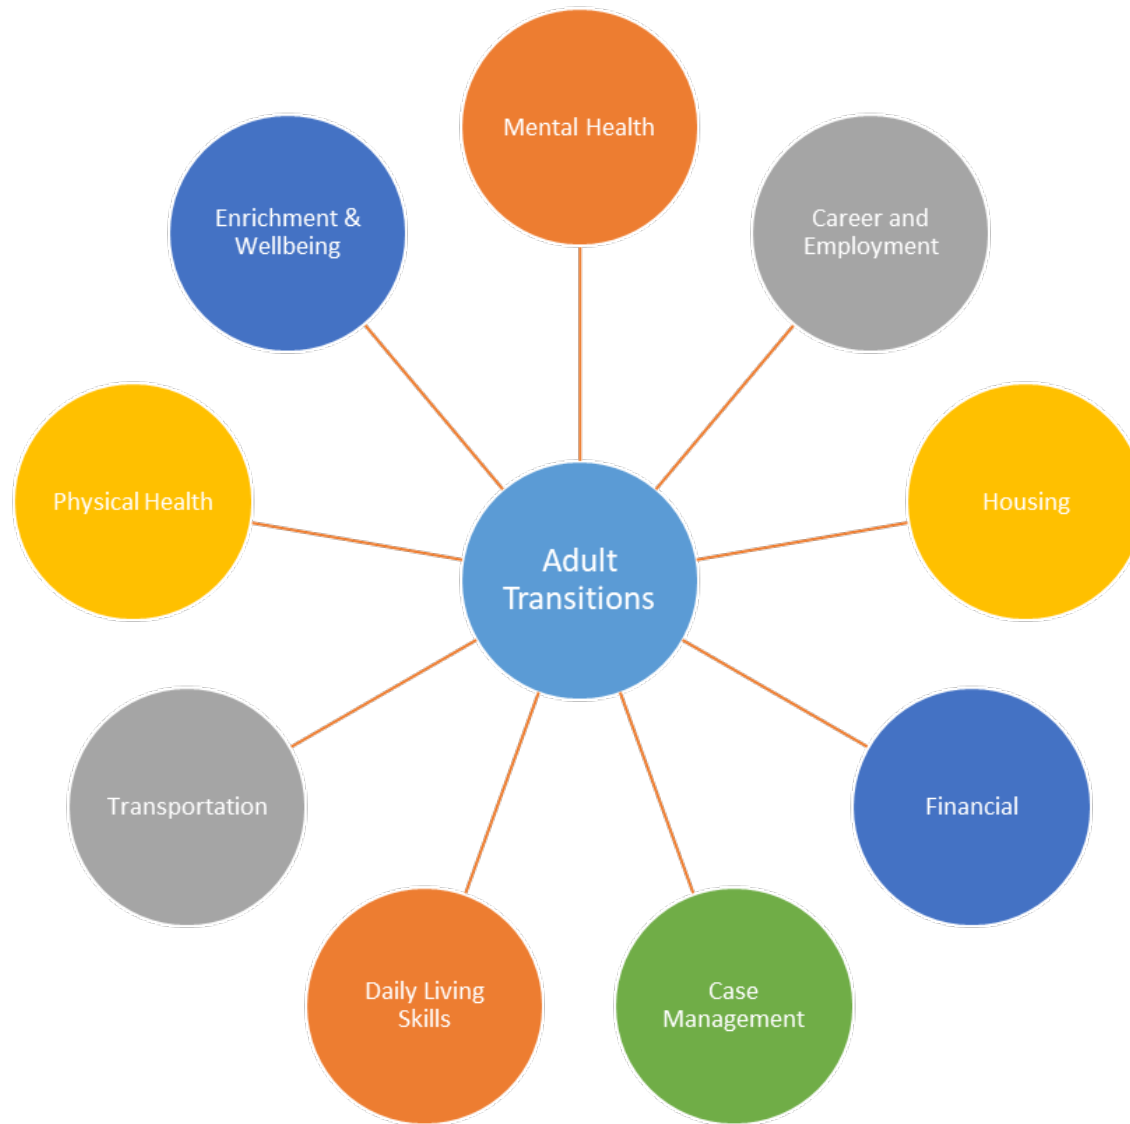 Mental Health
Enrichment &
Wellbeing
Career and
Employment
Physical Health
Housing
Adult
Transitions
Transportation
Financial
Daily Living
Skills
Case
Management